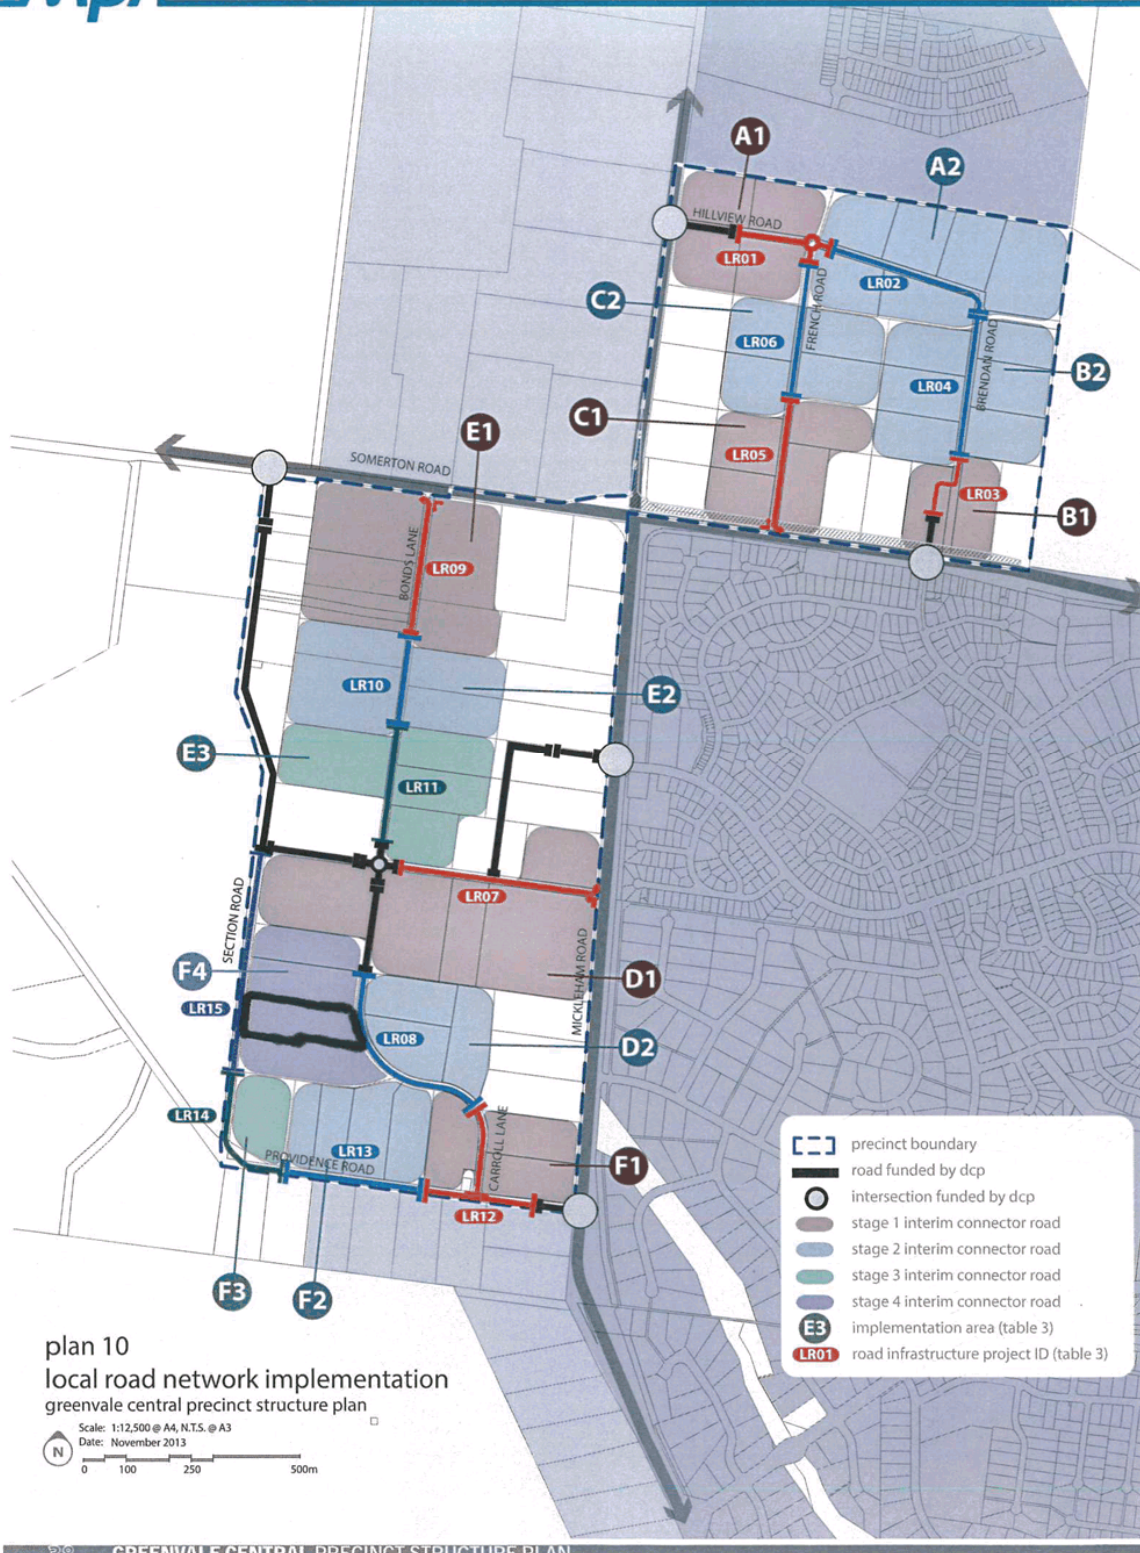 A1
A2
HILLVIEW ROAD
LR01
LR02
C2
FRENCH ROAD
LR06
BRENDAN ROAD
LR04
B2
C1
E1
LR05
SOMERTON ROAD
LR03
B1
BONDS LANE
LR09
LR10
E2
E3
LR11
LR07
SECTION ROAD
F4
D1
MICKLEHAM ROAD
LR15
LR08
D2
LR14
CARROLL LANE
LR13
PROVIDENCE ROAD
F1
LR12
F3
F2
precinct boundary
road funded by dcp
intersection funded by dcp
stage 1 interim connector road
stage 2 interim connector road
stage 3 interim connector road
stage 4 interim connector road
E3 implementation area (table 3)
LR01 road infrastructure project ID (table 3)
plan 10
local road network implementation
greenvale central precinct structure plan
Scale: 1:12,500 @ A4, N.T.S. @ A3
Date: November 2013
N
0 100 250 500m
GREENVALE CENTRAL PRECINCT STRUCTURE PLAN